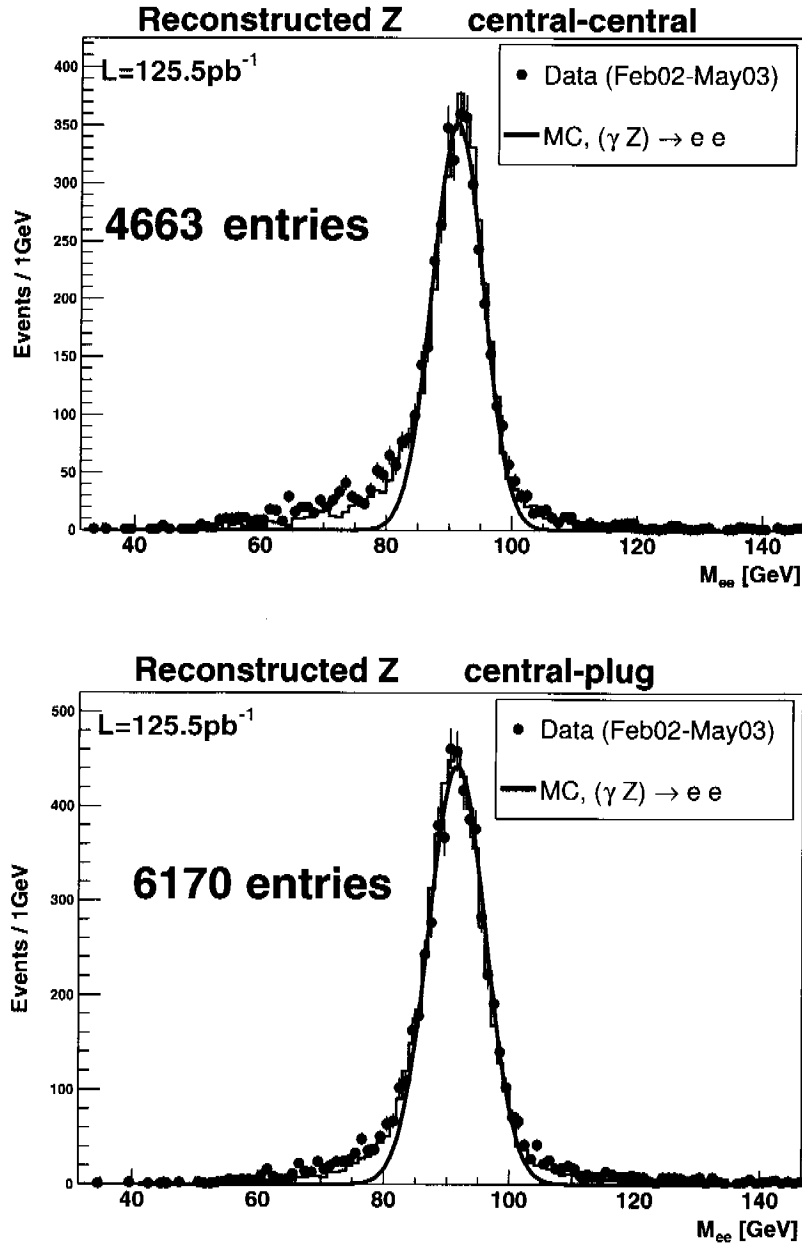 Reconstructed Z central-central
L=125.5pb⁻¹
Data (Feb02-May03)
MC, (γ Z) → e e
4663 entries
Events / 1GeV
400
350
300
250
200
150
100
50
0
40 60 80 100 120 140
Mee [GeV]
Reconstructed Z central-plug
L=125.5pb⁻¹
Data (Feb02-May03)
MC, (γ Z) → e e
6170 entries
Events / 1GeV
500
400
300
200
100
0
40 60 80 100 120 140
Mee [GeV]